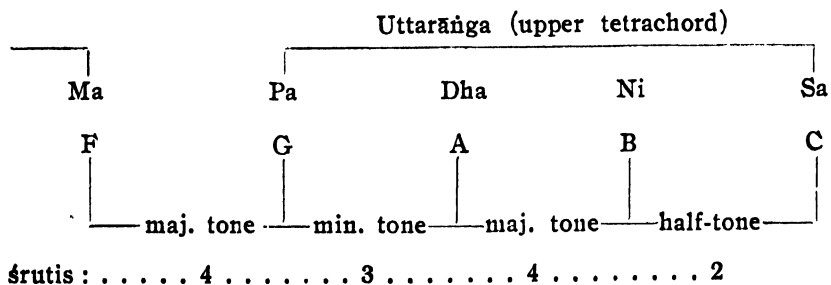 Uttarāṅga (upper tetrachord)
Ma Pa Dha Ni Sa
F G A B C
maj. tone min. tone maj. tone half-tone
śrutis : . . . . . 4 . . . . . . . 3 . . . . . . . 4 . . . . . . . . 2